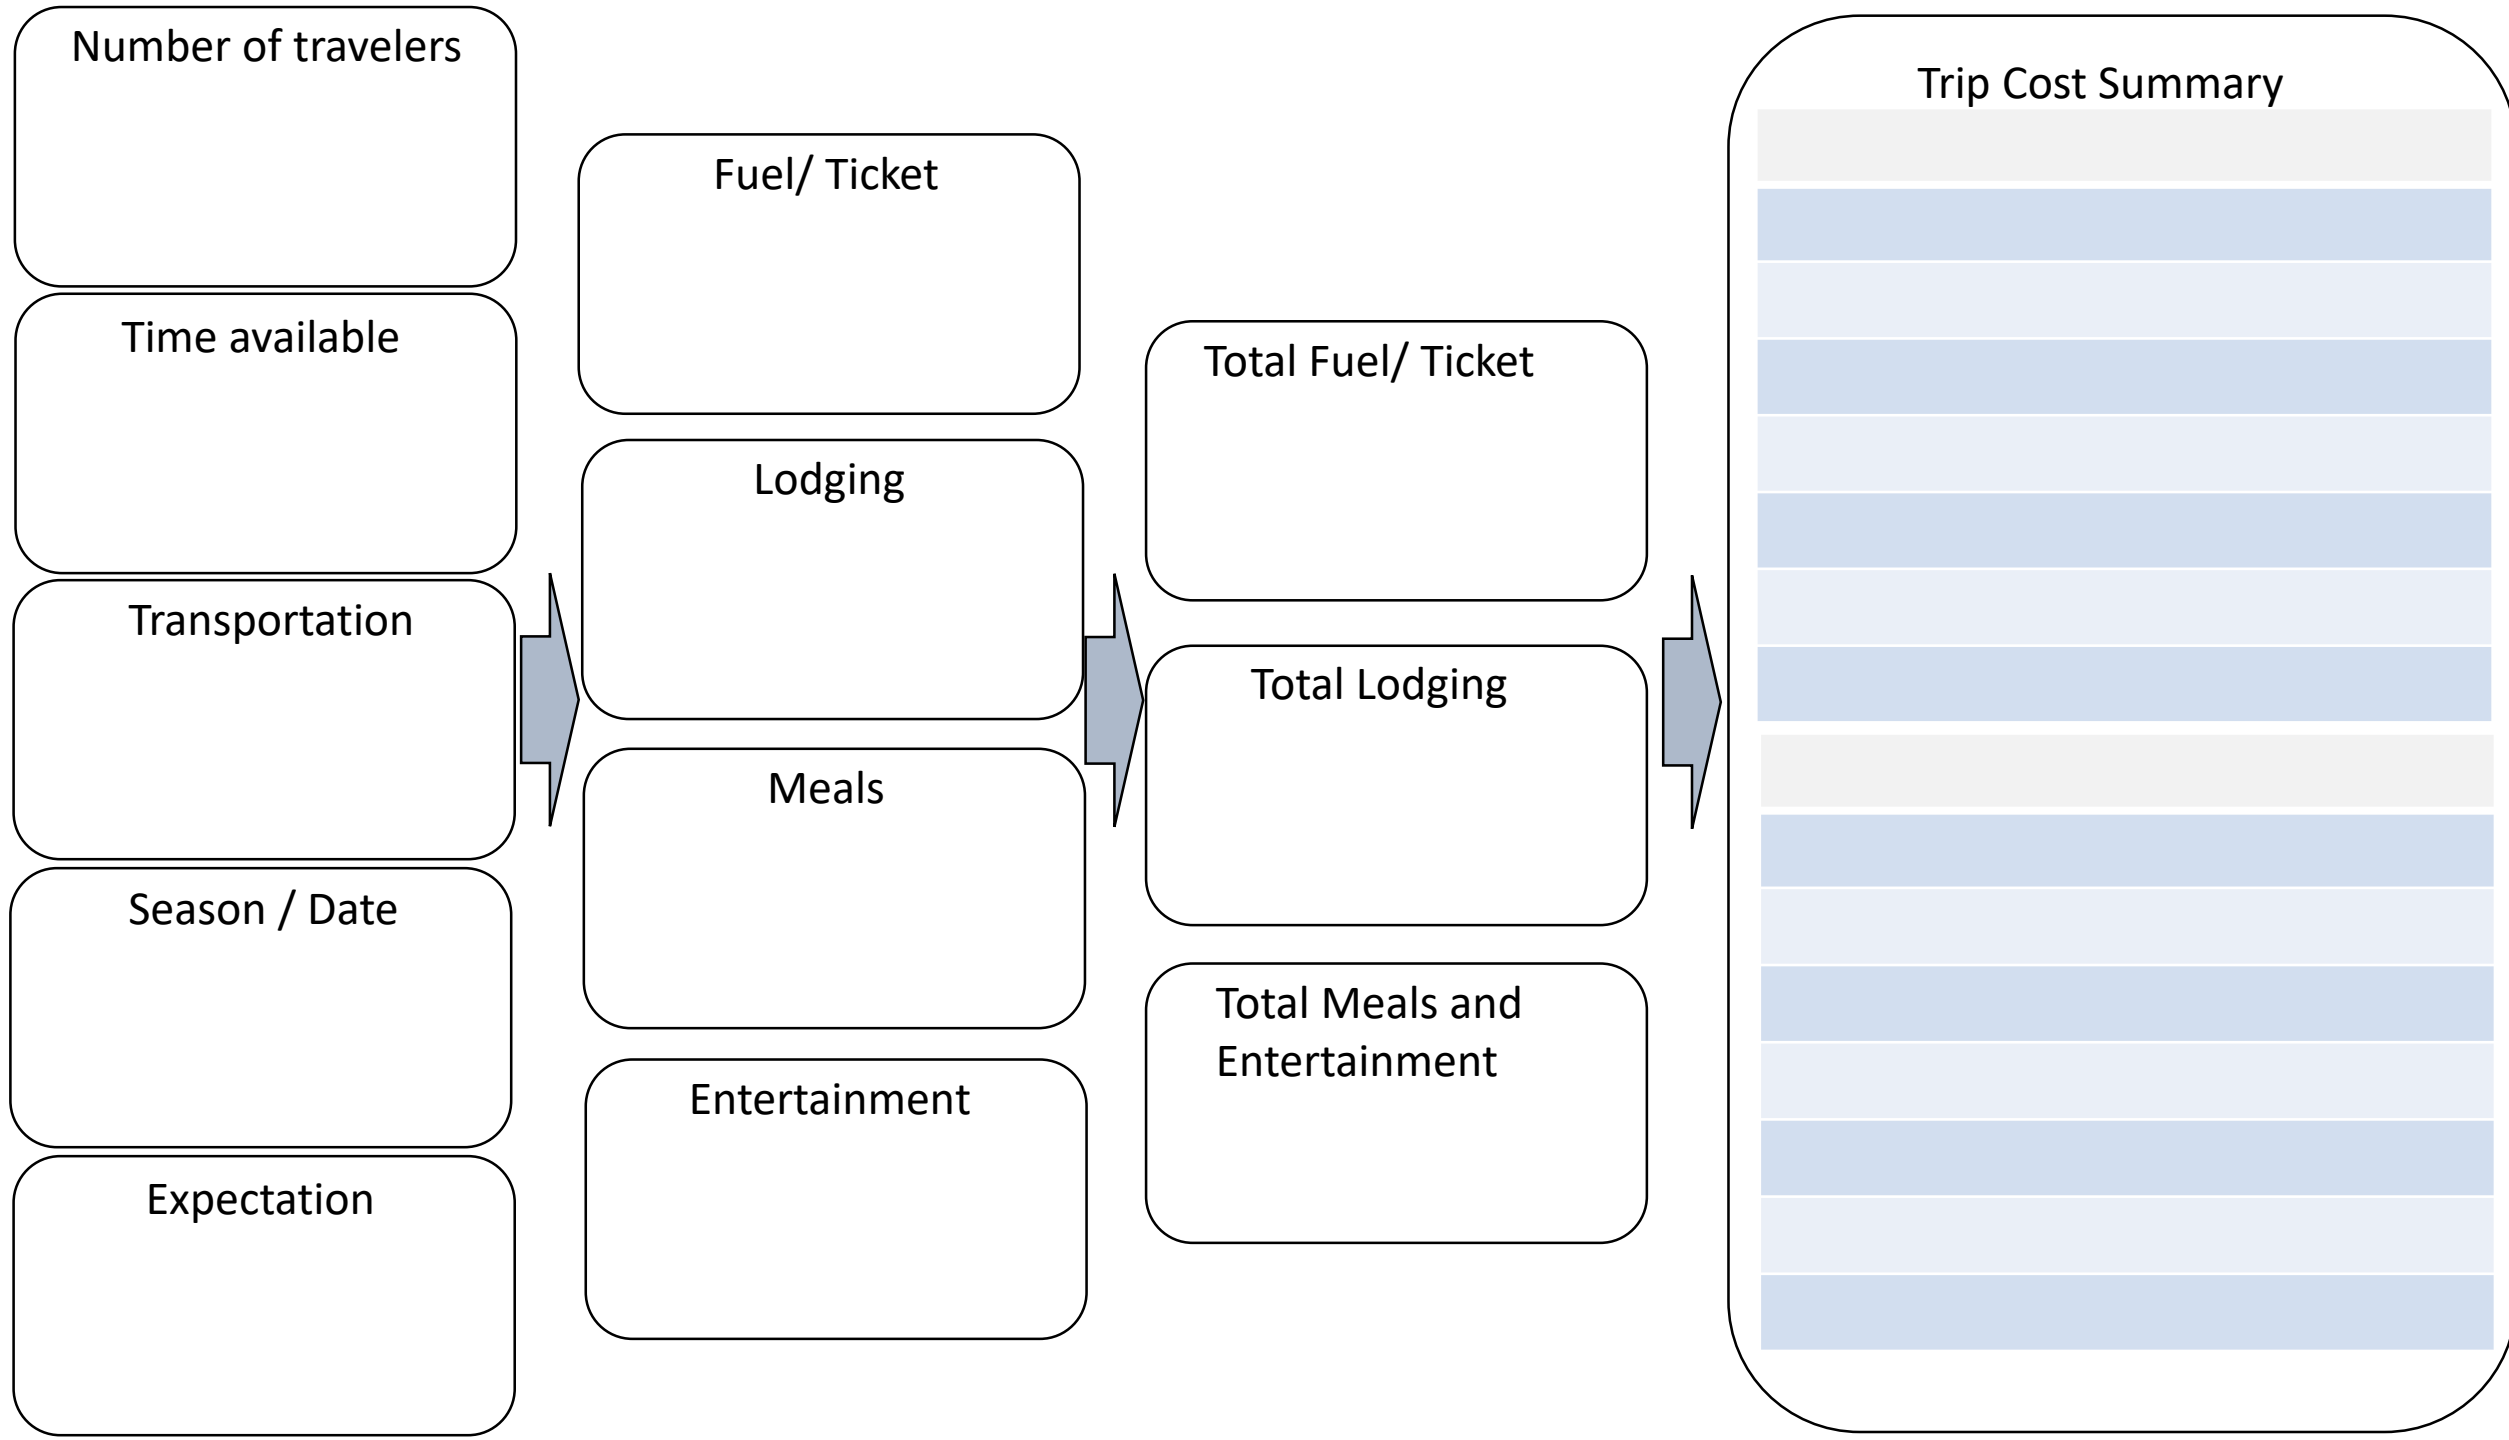 Number of travelers
Time available
Transportation
Season / Date
Expectation
Fuel/ Ticket
Lodging
Meals
Entertainment
Total Fuel/ Ticket
Total Lodging
Total Meals and
Entertainment
Trip Cost Summary